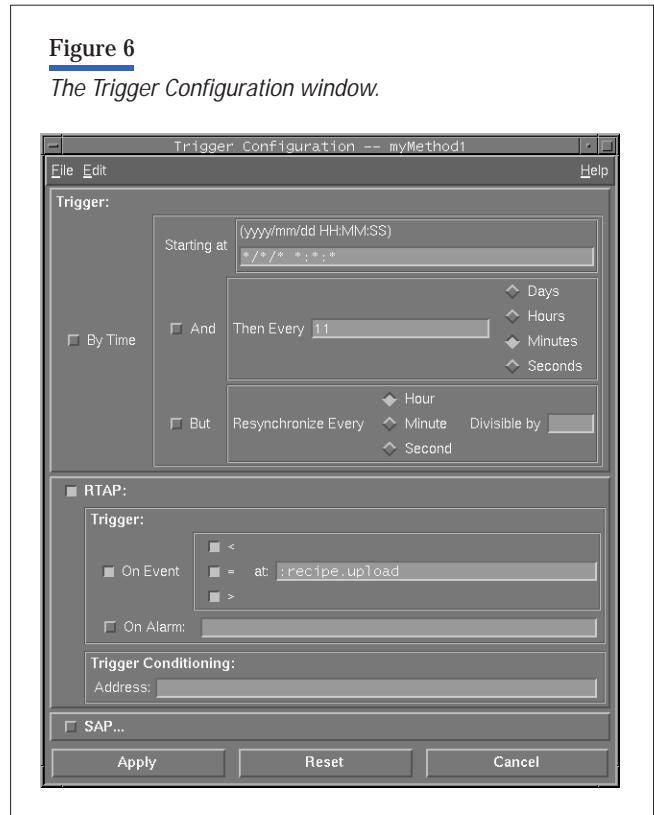 Figure 6
The Trigger Configuration window.
Trigger Configuration -- myMethod1
File Edit Help
Trigger:
(yyyy/mm/dd HH:MM:SS)
Starting at */*/* *:*:*
Days
Hours
By Time And Then Every 11 Minutes
Seconds
Hour
But Resynchronize Every Minute Divisible by
Second
RTAP:
Trigger:
<
On Event = at: :recipe.upload
>
On Alarm:
Trigger Conditioning:
Address:
SAP...
Apply Reset Cancel